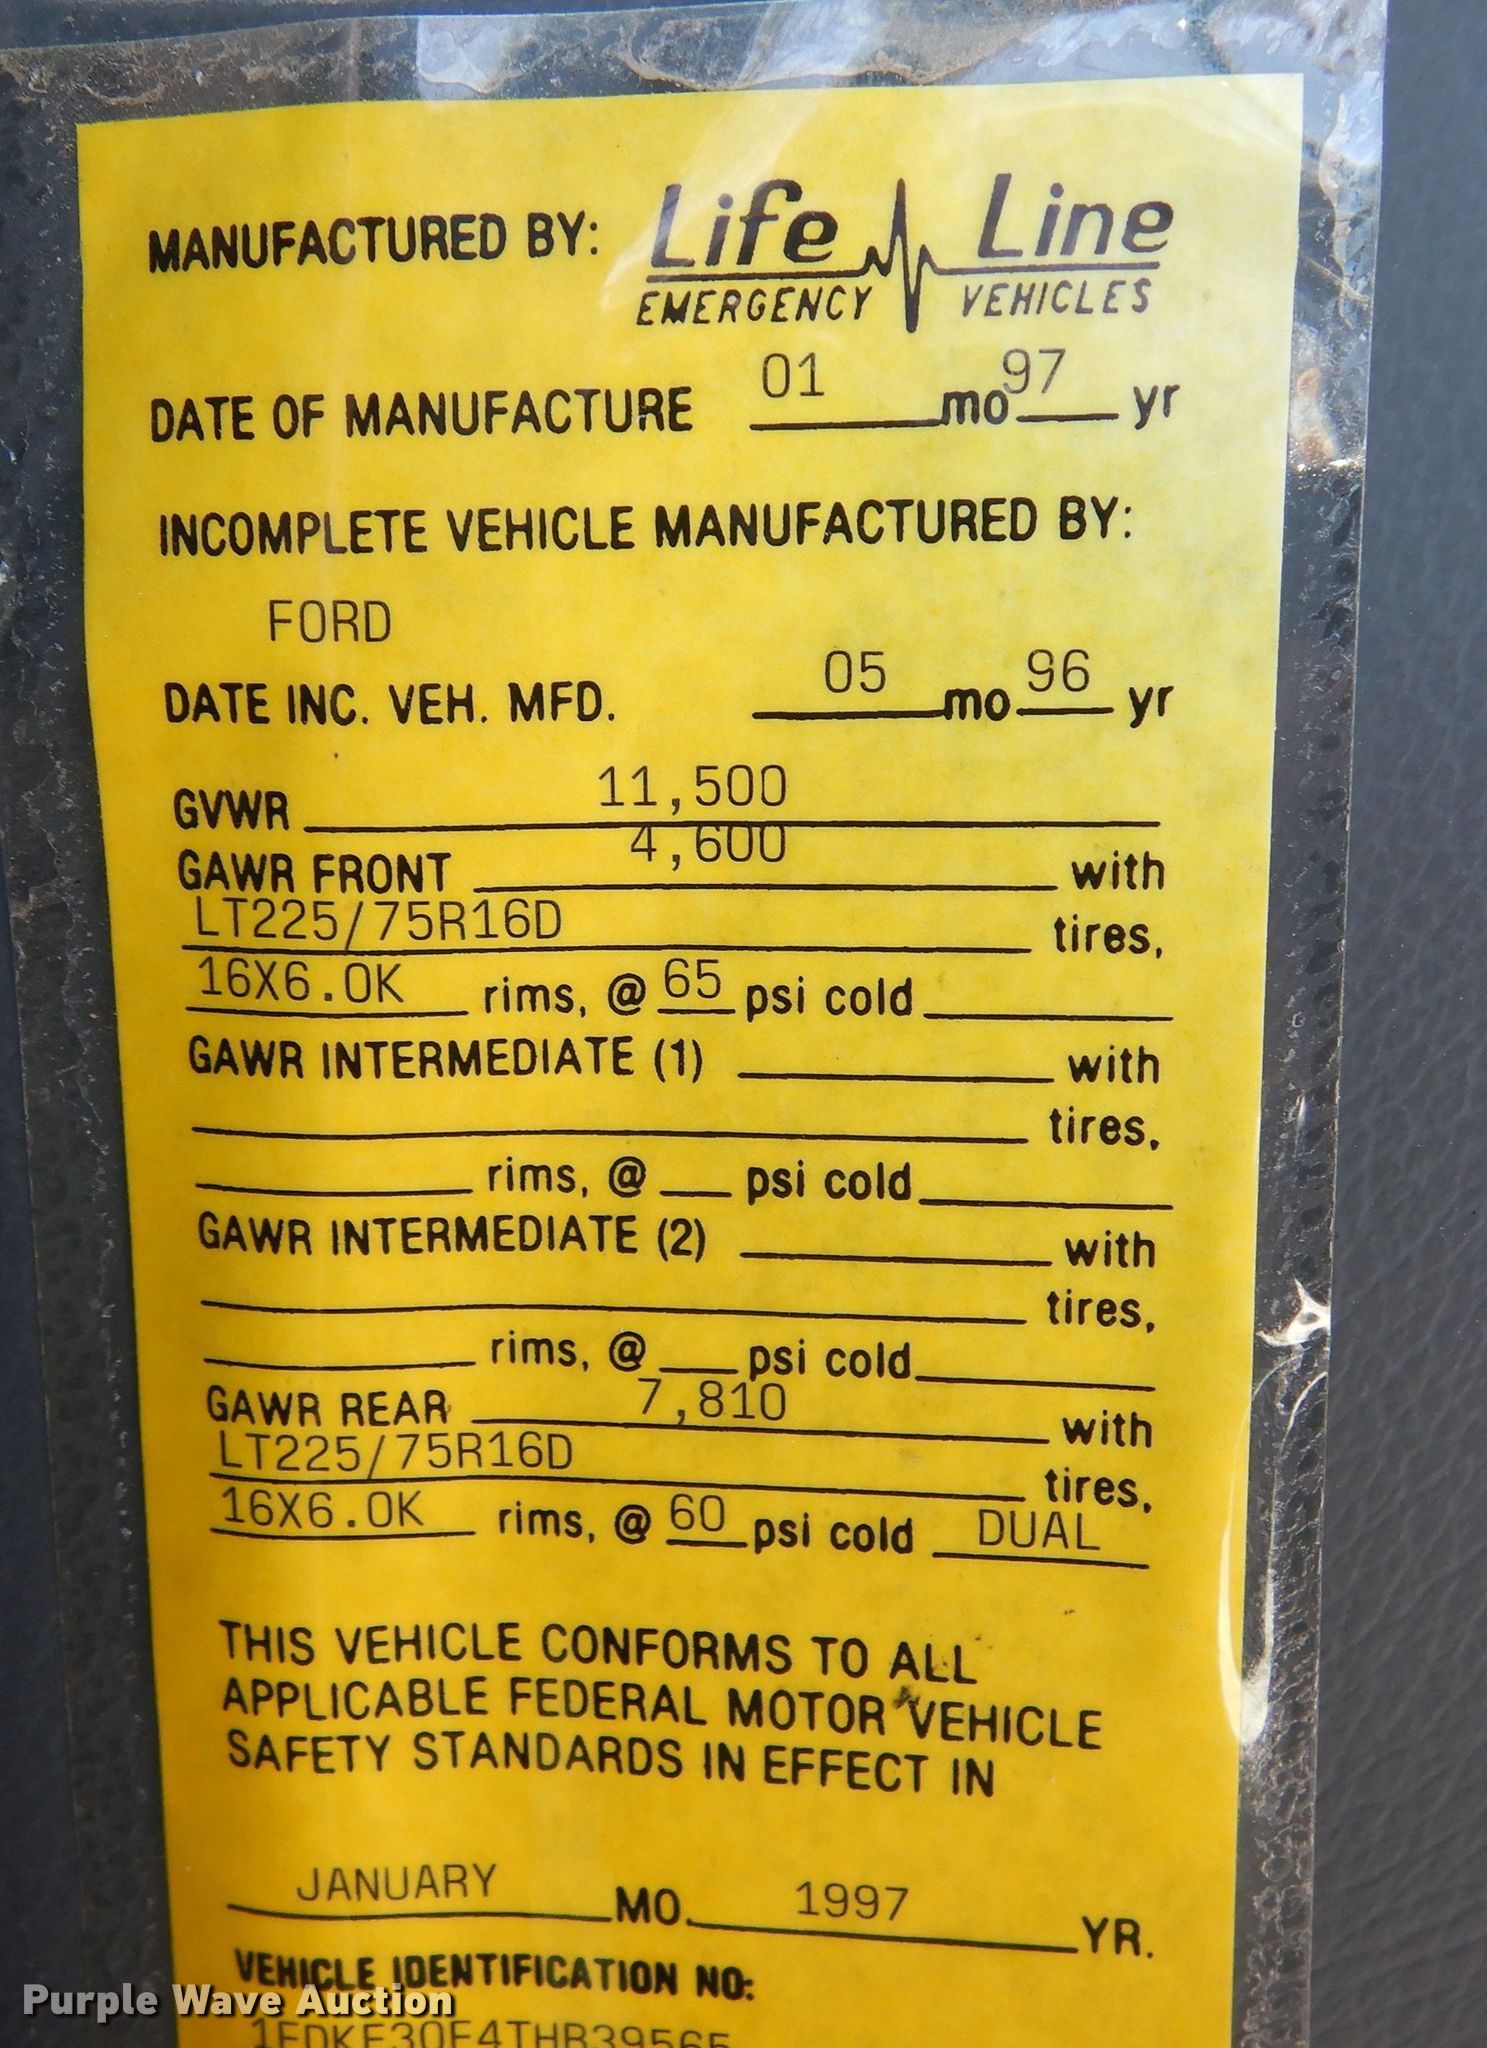 MANUFACTURED BY: Life Line
EMERGENCY VEHICLES
DATE OF MANUFACTURE 01 mo 97 yr
INCOMPLETE VEHICLE MANUFACTURED BY:
FORD
DATE INC. VEH. MFD. 05 mo 96 yr
GVWR 11,500
GAWR FRONT 4,600 with
LT225/75R16D tires,
16X6.0K rims, @ 65 psi cold
GAWR INTERMEDIATE (1) with
tires,
rims, @ psi cold
GAWR INTERMEDIATE (2) with
tires,
rims, @ psi cold
GAWR REAR 7,810 with
LT225/75R16D tires,
16X6.0K rims, @ 60 psi cold DUAL
THIS VEHICLE CONFORMS TO ALL
APPLICABLE FEDERAL MOTOR VEHICLE
SAFETY STANDARDS IN EFFECT IN
JANUARY MO. 1997 YR.
VEHICLE IDENTIFICATION NO:
Purple Wave Auction